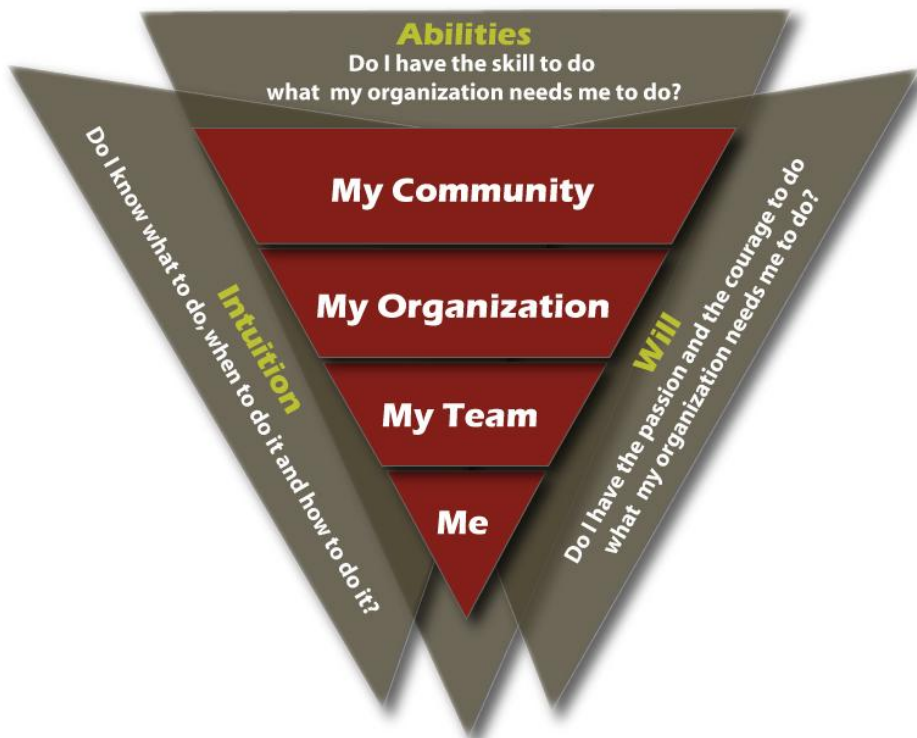 Abilities
Do I have the skill to do
what my organization needs me to do?
Intuition
Do I know what to do, when to do it and how to do it?
Will
Do I have the passion and the courage to do
what my organization needs me to do?
My Community
My Organization
My Team
Me